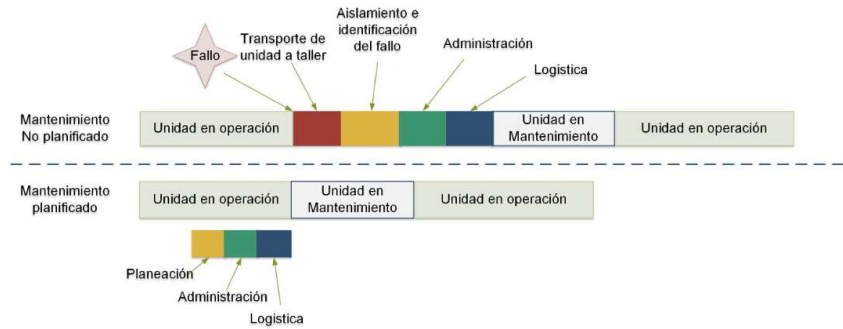 Fallo
Transporte de
unidad a taller
Aislamiento e
identificación
del fallo
Administración
Logistica
Mantenimiento
No planificado
Unidad en operación
Unidad en
Mantenimiento
Unidad en operación
Mantenimiento
planificado
Unidad en operación
Unidad en
Mantenimiento
Unidad en operación
Planeación
Administración
Logistica